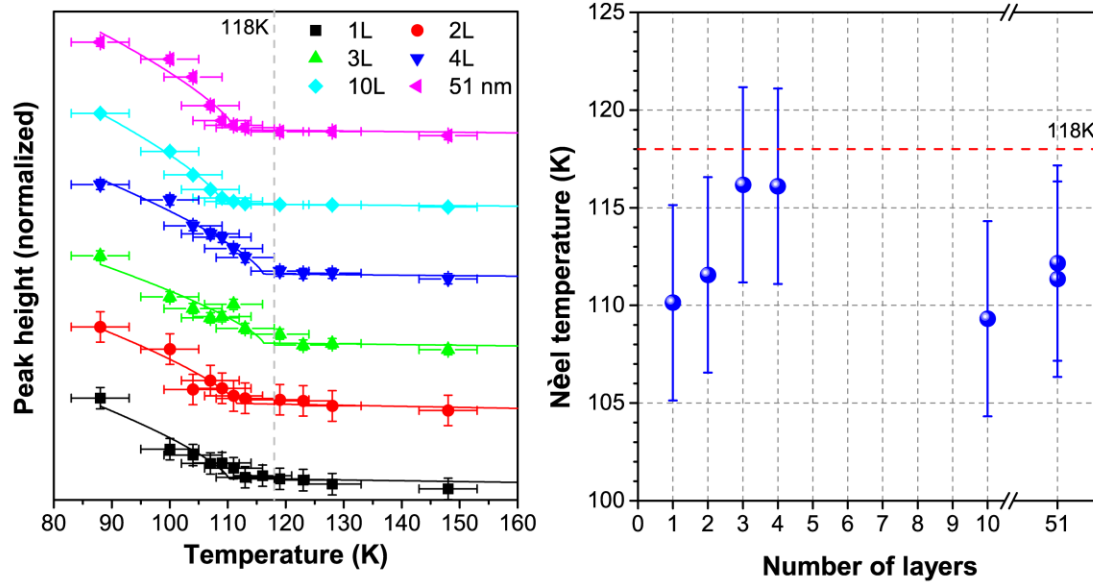 118K
1L 2L
3L 4L
10L 51 nm
Peak height (normalized)
80 90 100 110 120 130 140 150 160
Temperature (K)
125
120
115
110
105
100
118K
Nèel temperature (K)
0 1 2 3 4 5 6 7 8 9 10 51
Number of layers